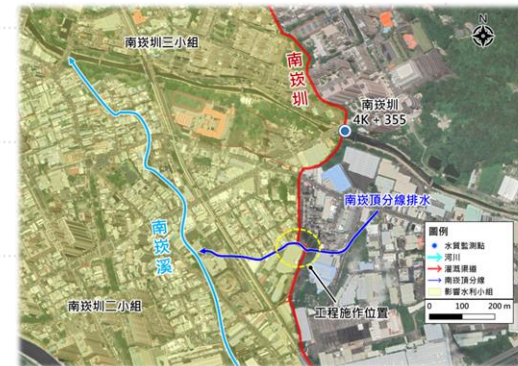 N
南崁圳三小組
南崁圳
南崁圳
4K + 355
南崁頂分線排水
南崁溪
南崁圳二小組
工程施作位置
圖例
水質監測點
河川
灌溉渠道
南崁頂分線
影響水利小組
0 100 200 m